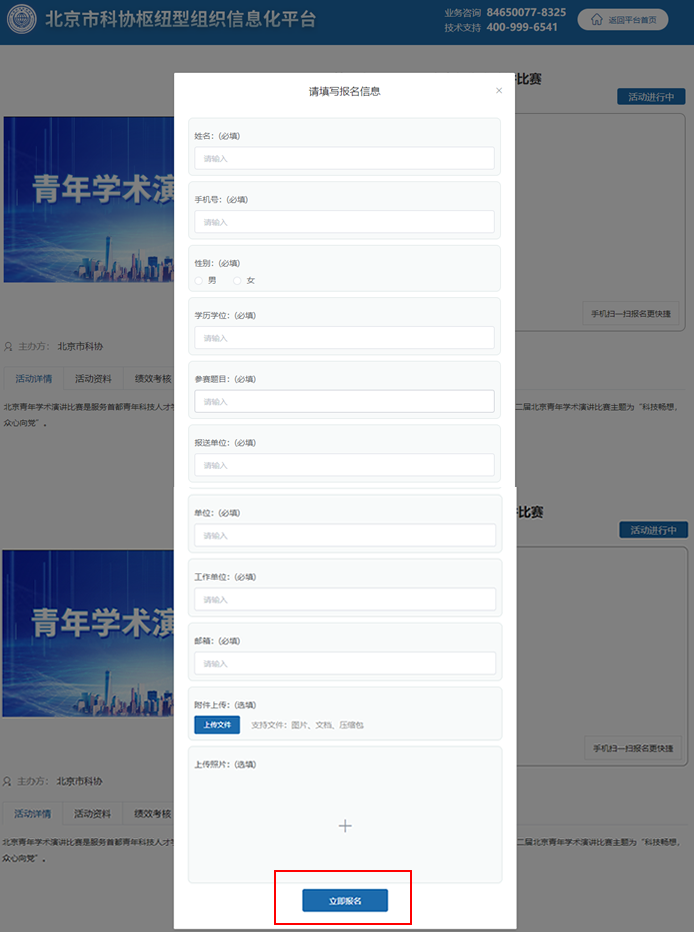 北京市科协枢纽型组织信息化平台
业务咨询 84650077-8325
技术支持 400-999-6541
返回平台首页
比赛
活动进行中
请填写报名信息
×
姓名：(必填)
请输入
手机号：(必填)
请输入
性别：(必填)
男 女
学历学位：(必填)
请输入
参赛题目：(必填)
请输入
报送单位：(必填)
请输入
青年学术演
手机扫一扫报名更快捷
主办方： 北京市科协
活动详情 活动资料 绩效考核
北京青年学术演讲比赛是服务首都青年科技人才
二届北京青年学术演讲比赛主题为“科技畅想，
众心向党”。
比赛
活动进行中
单位：(必填)
请输入
工作单位：(必填)
请输入
邮箱：(必填)
请输入
附件上传：(选填)
上传文件 支持文件：图片、文档、压缩包
上传照片：(选填)
立即报名
青年学术演
手机扫一扫报名更快捷
主办方： 北京市科协
活动详情 活动资料 绩效考核
北京青年学术演讲比赛是服务首都青年科技人才
二届北京青年学术演讲比赛主题为“科技畅想，
众心向党”。